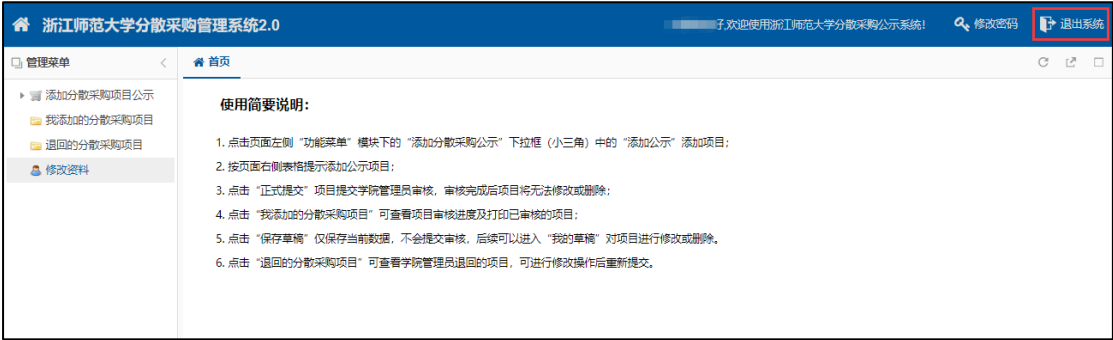 浙江师范大学分散采购管理系统2.0
子,欢迎使用浙江师范大学分散采购公示系统!
修改密码
退出系统
管理菜单
首页
添加分散采购项目公示
我添加的分散采购项目
退回的分散采购项目
修改资料
使用简要说明:
1. 点击页面左侧“功能菜单”模块下的“添加分散采购公示”下拉框（小三角）中的“添加公示”添加项目;
2. 按页面右侧表格提示添加公示项目;
3. 点击“正式提交”项目提交学院管理员审核，审核完成后项目将无法修改或删除;
4. 点击“我添加的分散采购项目”可查看项目审核进度及打印已审核的项目;
5. 点击“保存草稿”仅保存当前数据，不会提交审核，后续可以进入“我的草稿”对项目进行修改或删除。
6. 点击“退回的分散采购项目”可查看学院管理员退回的项目，可进行修改操作后重新提交。